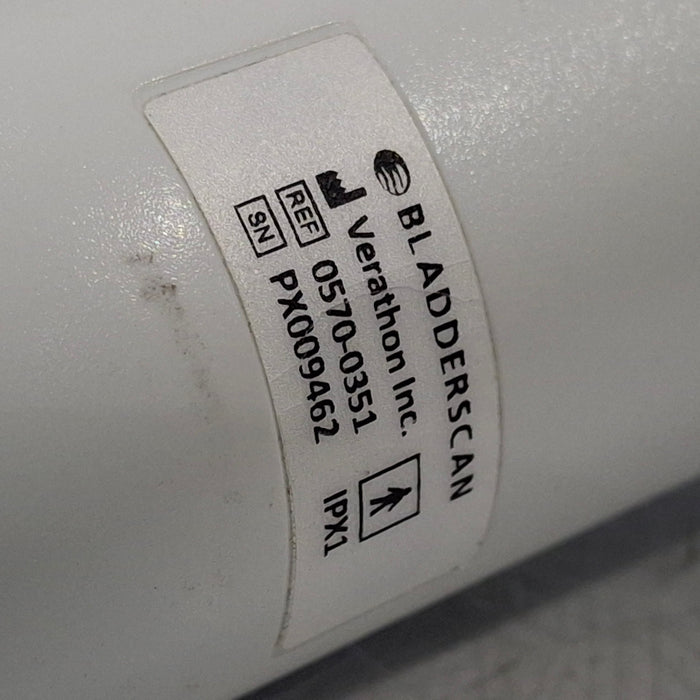 BLADDERSCAN
Verathon Inc.
REF 0570-0351
SN PX009462
IPX1